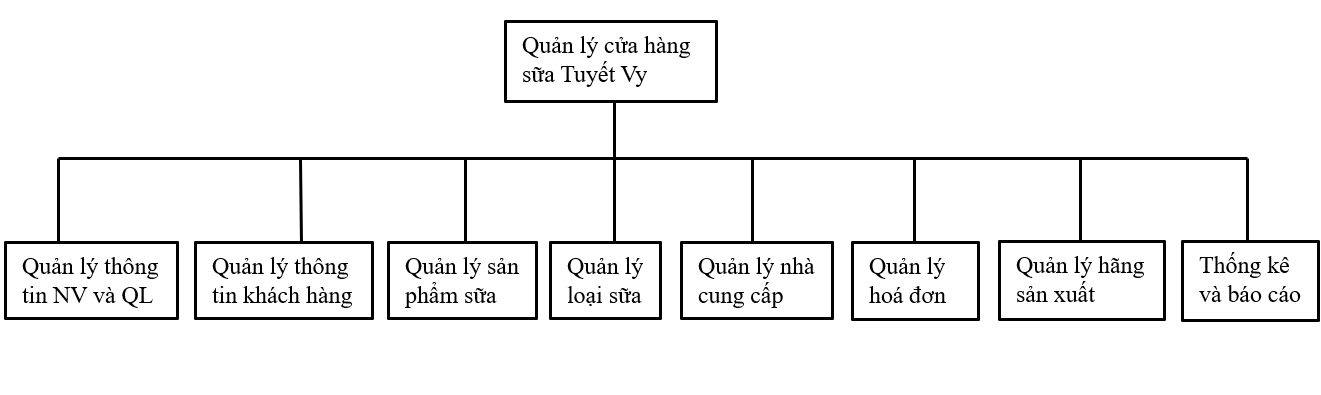 Quản lý cửa hàng
sữa Tuyết Vy
Quản lý thông
tin NV và QL
Quản lý thông
tin khách hàng
Quản lý sản
phẩm sữa
Quản lý
loại sữa
Quản lý nhà
cung cấp
Quản lý
hoá đơn
Quản lý hãng
sản xuất
Thống kê
và báo cáo